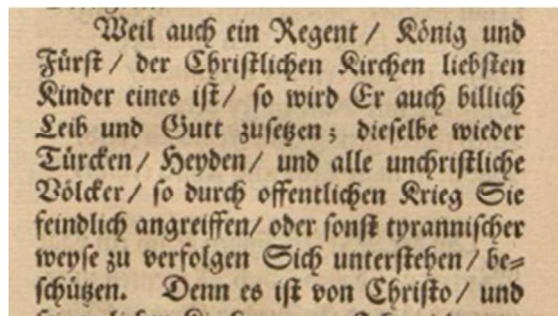 Weil auch ein Regent / König und
Fürst / der Christlichen Kirchen liebsten
Kinder eines ist / so wird Er auch billich
Leib und Gutt zusetzen; dieselbe wieder
Türcken / Heyden / und alle unchristliche
Völcker / so durch offentlichen Krieg Sie
feindlich angreiffen / oder sonst tyrannischer
weyse zu verfolgen Sich unterstehen / be=
schützen. Denn es ist von Christo / und